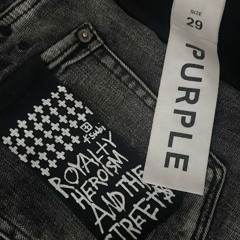 SIZE
29
PURPLE
ROYALTY
HEROISM
AND THE
STREETS